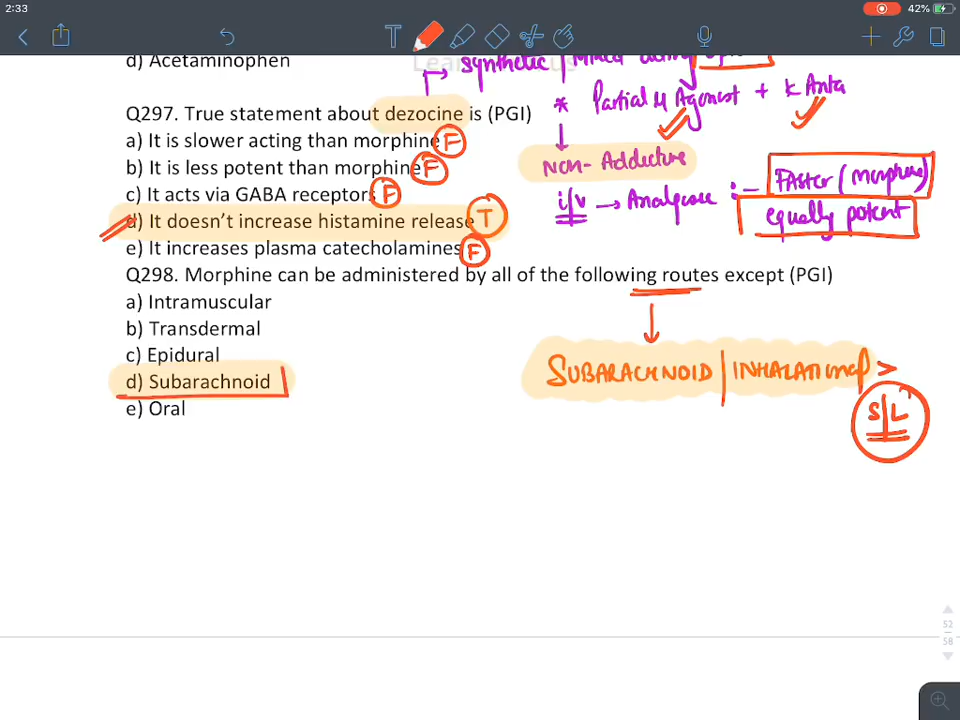 2:33
42%
T
d) Acetaminophen
synthetic | Mixed
Q297. True statement about dezocine is (PGI)
* Partial μ Agonist + K Anta
a) It is slower acting than morphine F
b) It is less potent than morphine F
Non-Addictive
c) It acts via GABA receptors F
i/v → Analgesic :- FASter (morphine)
equally potent
d) It doesn't increase histamine release T
e) It increases plasma catecholamines F
Q298. Morphine can be administered by all of the following routes except (PGI)
a) Intramuscular
b) Transdermal
c) Epidural
d) Subarachnoid
e) Oral
SUBARACHNOID | INHALATIONAL >
S/L
52
58